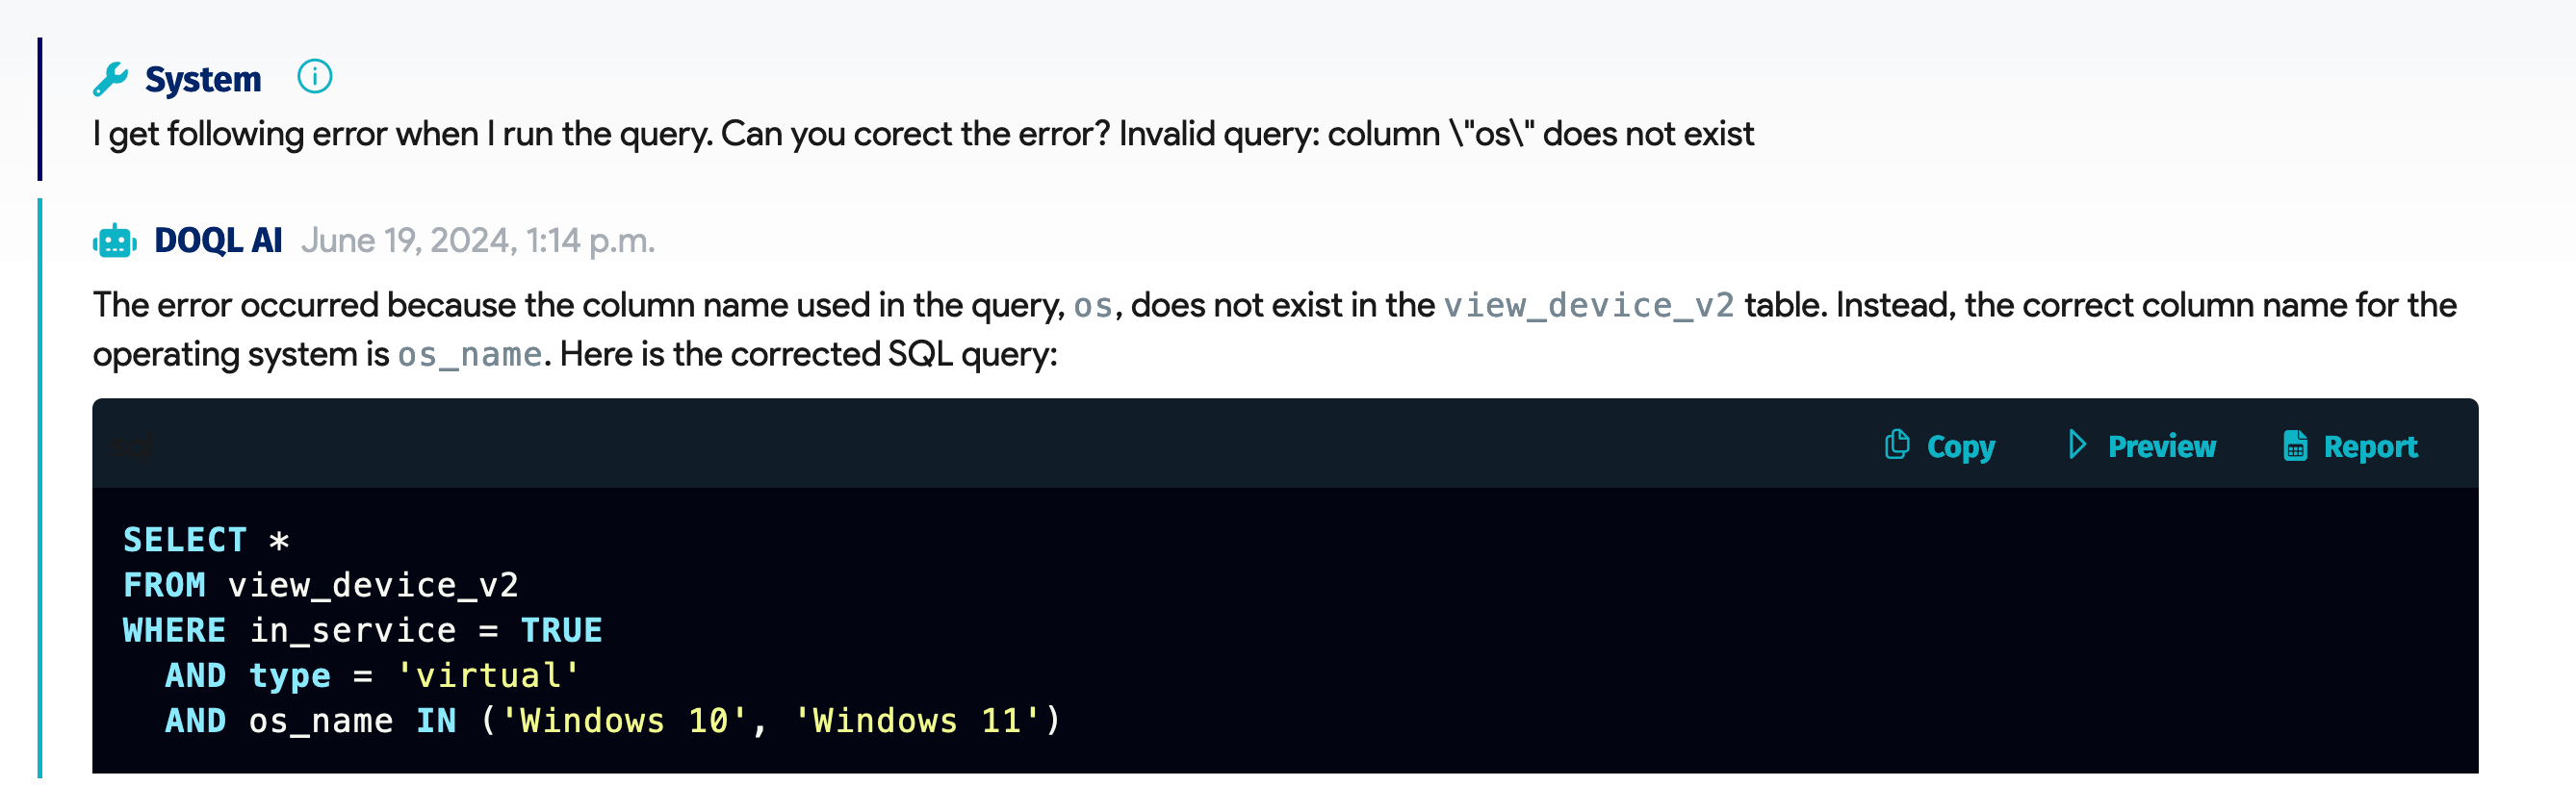 System
I get following error when I run the query. Can you corect the error? Invalid query: column \"os\" does not exist
DOQL AI June 19, 2024, 1:14 p.m.
The error occurred because the column name used in the query, os, does not exist in the view_device_v2 table. Instead, the correct column name for the
operating system is os_name. Here is the corrected SQL query:
sql Copy Preview Report
SELECT *
FROM view_device_v2
WHERE in_service = TRUE
AND type = 'virtual'
AND os_name IN ('Windows 10', 'Windows 11')